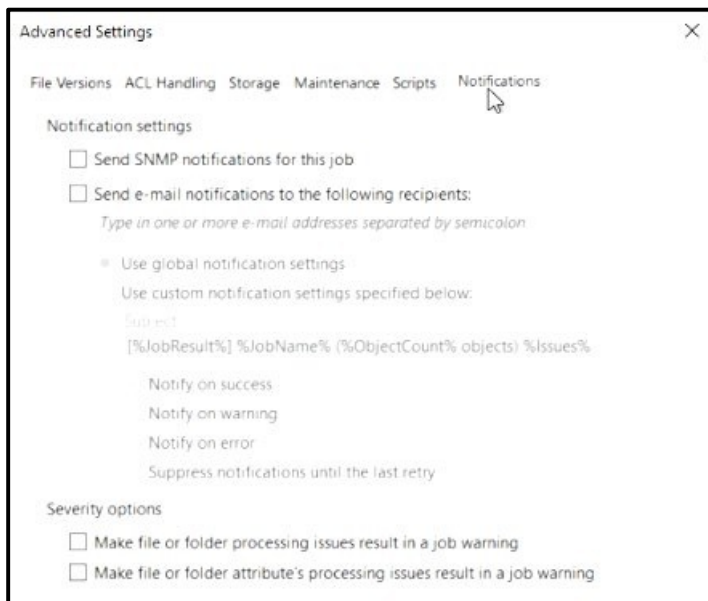 Advanced Settings
File Versions ACL Handling Storage Maintenance Scripts Notifications
Notification settings
Send SNMP notifications for this job
Send e-mail notifications to the following recipients:
Type in one or more e-mail addresses separated by semicolon
Use global notification settings
Use custom notification settings specified below:
Subject
[%JobResult%] %JobName% (%ObjectCount% objects) %Issues%
Notify on success
Notify on warning
Notify on error
Suppress notifications until the last retry
Severity options
Make file or folder processing issues result in a job warning
Make file or folder attribute's processing issues result in a job warning